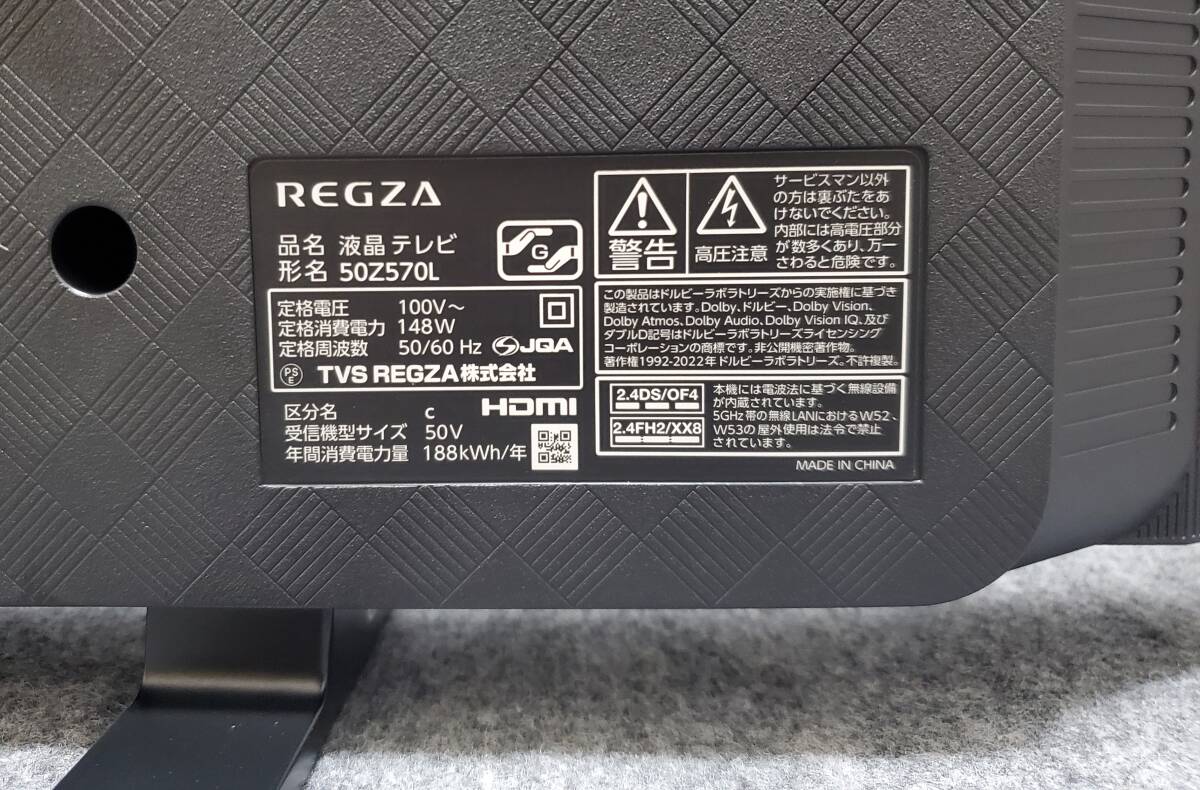 REGZA
品名 液晶テレビ
形名 50Z570L
G
定格電圧 100V～
定格消費電力 148W
定格周波数 50/60 Hz JQA
PS
E
TVS REGZA株式会社
区分名 c HDMI
受信機型サイズ 50V
年間消費電力量 188kWh/年
警告
高圧注意
サービスマン以外
の方は裏ぶたをあ
けないでください。
内部には高電圧部分
が数多くあり、万一
さわると危険です。
この製品はドルビーラボラトリーズからの実施権に基づき
製造されています。Dolby、ドルビー、Dolby Vision、
Dolby Atmos、Dolby Audio、Dolby Vision IQ、及び
ダブルD記号はドルビーラボラトリーズライセンシング
コーポレーションの商標です。非公開機密著作物。
著作権1992-2022年ドルビーラボラトリーズ。不許複製。
2.4DS/OF4
2.4FH2/XX8
本機には電波法に基づく無線設備
が内蔵されています。
5GHz帯の無線LANにおけるW52、
W53の屋外使用は法令で禁止
されています。
MADE IN CHINA